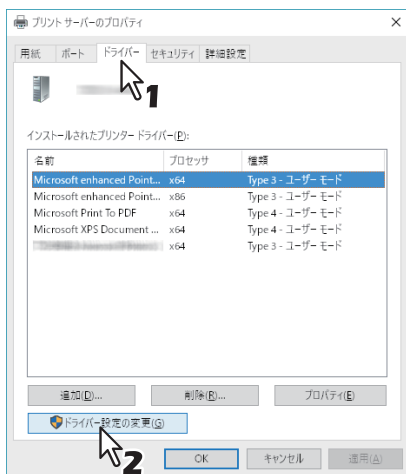 プリント サーバーのプロパティ
用紙 ポート ドライバー セキュリティ 詳細設定
1
インストールされたプリンター ドライバー(P):
名前 プロセッサ 種類
Microsoft enhanced Point... x64 Type 3 - ユーザー モード
Microsoft enhanced Point... x86 Type 3 - ユーザー モード
Microsoft Print To PDF x64 Type 4 - ユーザー モード
Microsoft XPS Document ... x64 Type 4 - ユーザー モード
x64 Type 3 - ユーザー モード
追加(D)... 削除(R)... プロパティ(E)
ドライバー設定の変更(G)
2
OK キャンセル 適用(A)